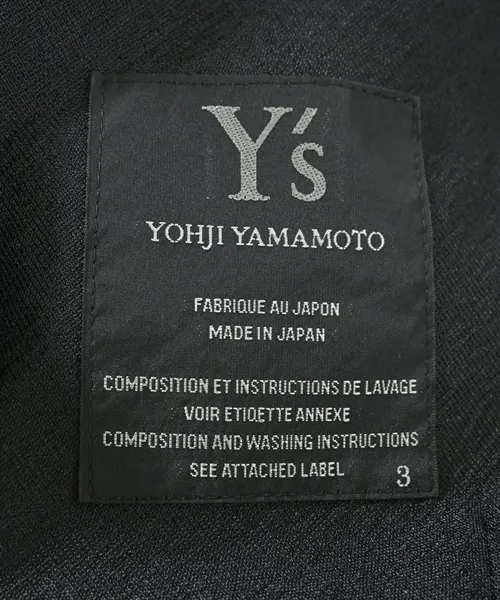 Y's
YOHJI YAMAMOTO
FABRIQUE AU JAPON
MADE IN JAPAN
COMPOSITION ET INSTRUCTIONS DE LAVAGE
VOIR ETIQETTE ANNEXE
COMPOSITION AND WASHING INSTRUCTIONS
SEE ATTACHED LABEL 3